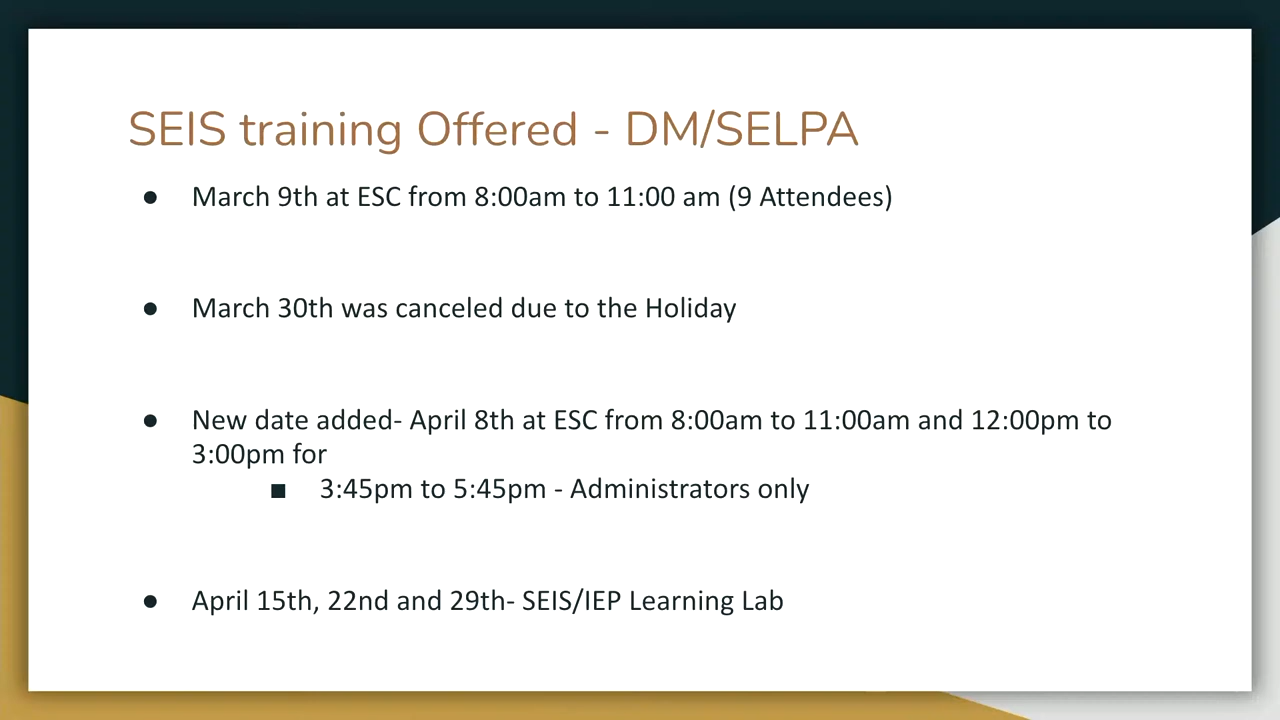 SEIS training Offered - DM/SELPA
● March 9th at ESC from 8:00am to 11:00 am (9 Attendees)
● March 30th was canceled due to the Holiday
● New date added- April 8th at ESC from 8:00am to 11:00am and 12:00pm to
3:00pm for
■ 3:45pm to 5:45pm - Administrators only
● April 15th, 22nd and 29th- SEIS/IEP Learning Lab